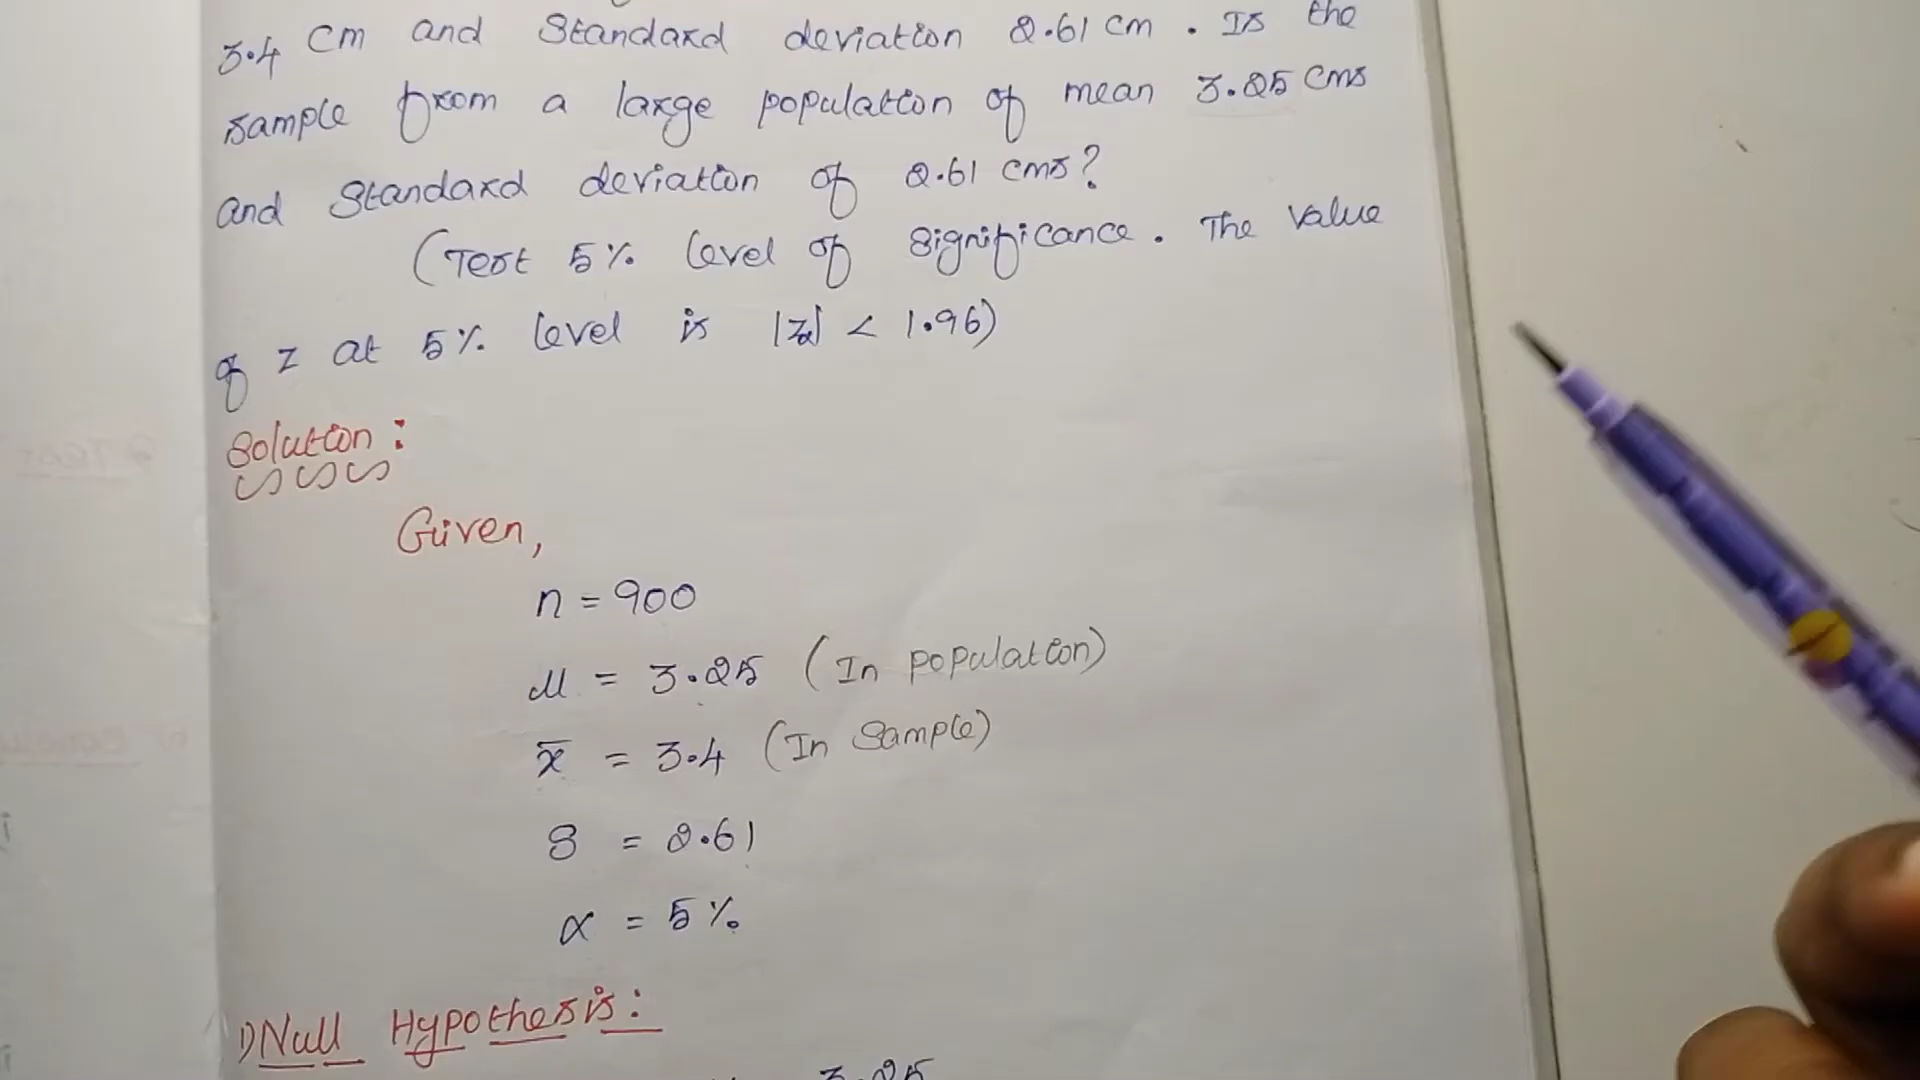 3.4 cm and standard deviation 2.61 cm. Is the
sample from a large population of mean 3.25 cms
and standard deviation of 2.61 cms?
(Test 5% level of significance. The value
of z at 5% level is |zα| < 1.96)
Solution:
Given,
n = 900
μ = 3.25 (In population)
x̄ = 3.4 (In sample)
S = 2.61
α = 5%
1) Null Hypothesis:
3.25